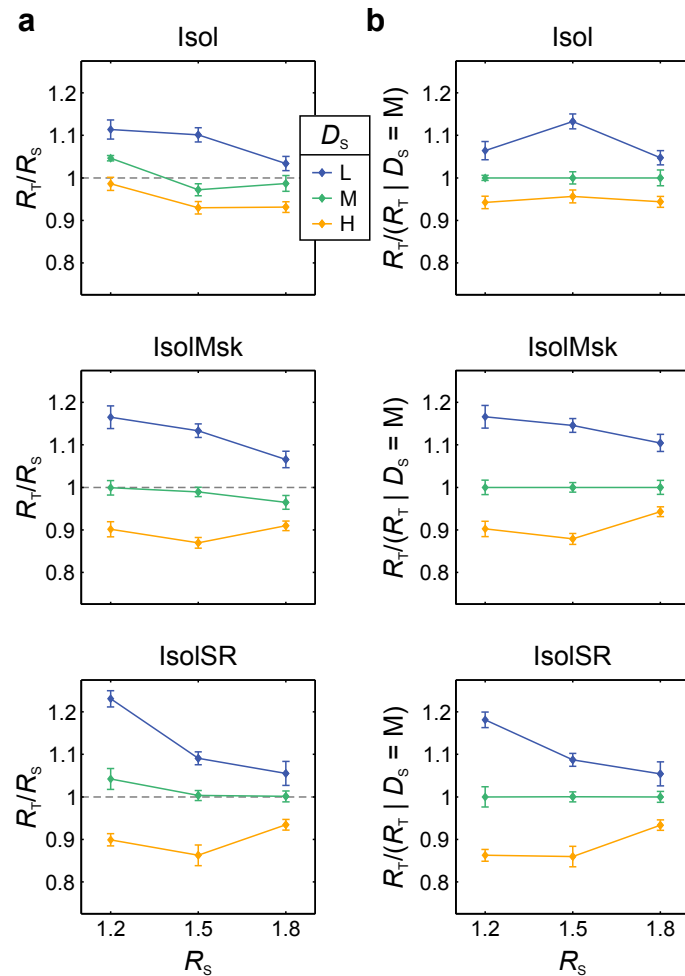 a
b
Isol
Isol
1.2
1.1
1
0.9
0.8
R_T/R_S
D_S
L
M
H
1.2
1.1
1
0.9
0.8
R_T/(R_T | D_S = M)
IsolMsk
IsolMsk
1.2
1.1
1
0.9
0.8
R_T/R_S
1.2
1.1
1
0.9
0.8
R_T/(R_T | D_S = M)
IsolSR
IsolSR
1.2
1.1
1
0.9
0.8
R_T/R_S
1.2
1.1
1
0.9
0.8
R_T/(R_T | D_S = M)
1.2 1.5 1.8
1.2 1.5 1.8
R_S
R_S